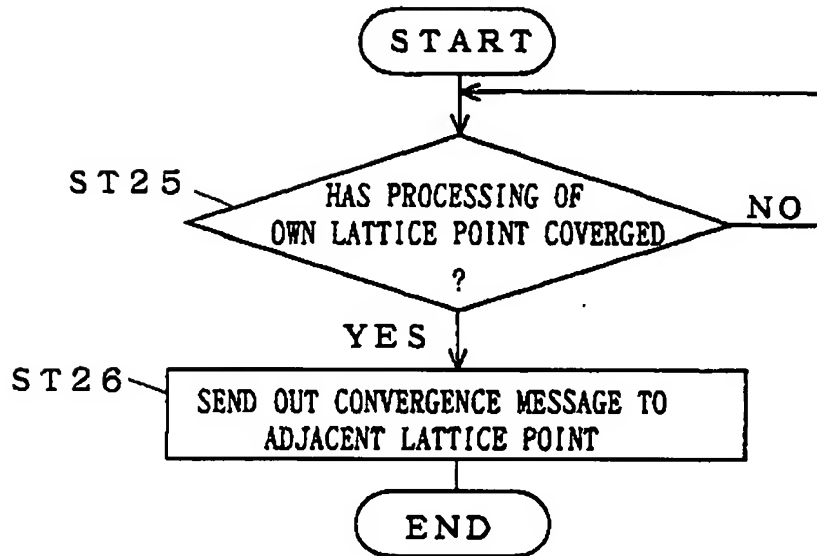 START
ST25
HAS PROCESSING OF
OWN LATTICE POINT COVERGED
?
NO
YES
ST26
SEND OUT CONVERGENCE MESSAGE TO
ADJACENT LATTICE POINT
END